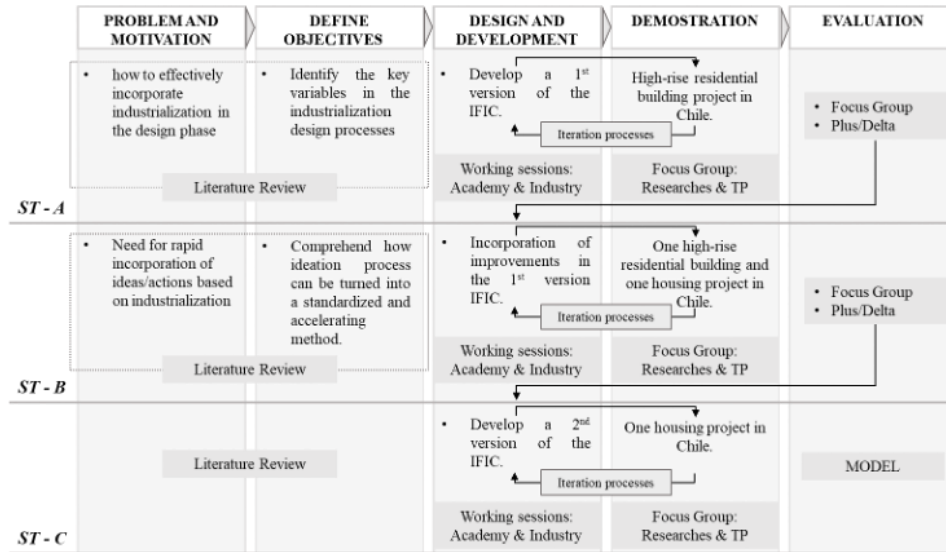 PROBLEM AND
MOTIVATION
DEFINE
OBJECTIVES
DESIGN AND
DEVELOPMENT
DEMOSTRATION
EVALUATION
• how to effectively
incorporate
industrialization in
the design phase
• Identify the key
variables in the
industrialization
design processes
Literature Review
• Develop a 1st
version of the
IFIC.
High-rise residential
building project in
Chile.
Iteration processes
Working sessions:
Academy & Industry
Focus Group:
Researches & TP
• Focus Group
• Plus/Delta
ST - A
• Need for rapid
incorporation of
ideas/actions based
on industrialization
• Comprehend how
ideation process
can be turned into
a standardized and
accelerating
method.
Literature Review
• Incorporation of
improvements in
the 1st version
IFIC.
One high-rise
residential building and
one housing project in
Chile.
Iteration processes
Working sessions:
Academy & Industry
Focus Group:
Researches & TP
• Focus Group
• Plus/Delta
ST - B
Literature Review
• Develop a 2nd
version of the
IFIC.
One housing project in
Chile.
Iteration processes
Working sessions:
Academy & Industry
Focus Group:
Researches & TP
MODEL
ST - C